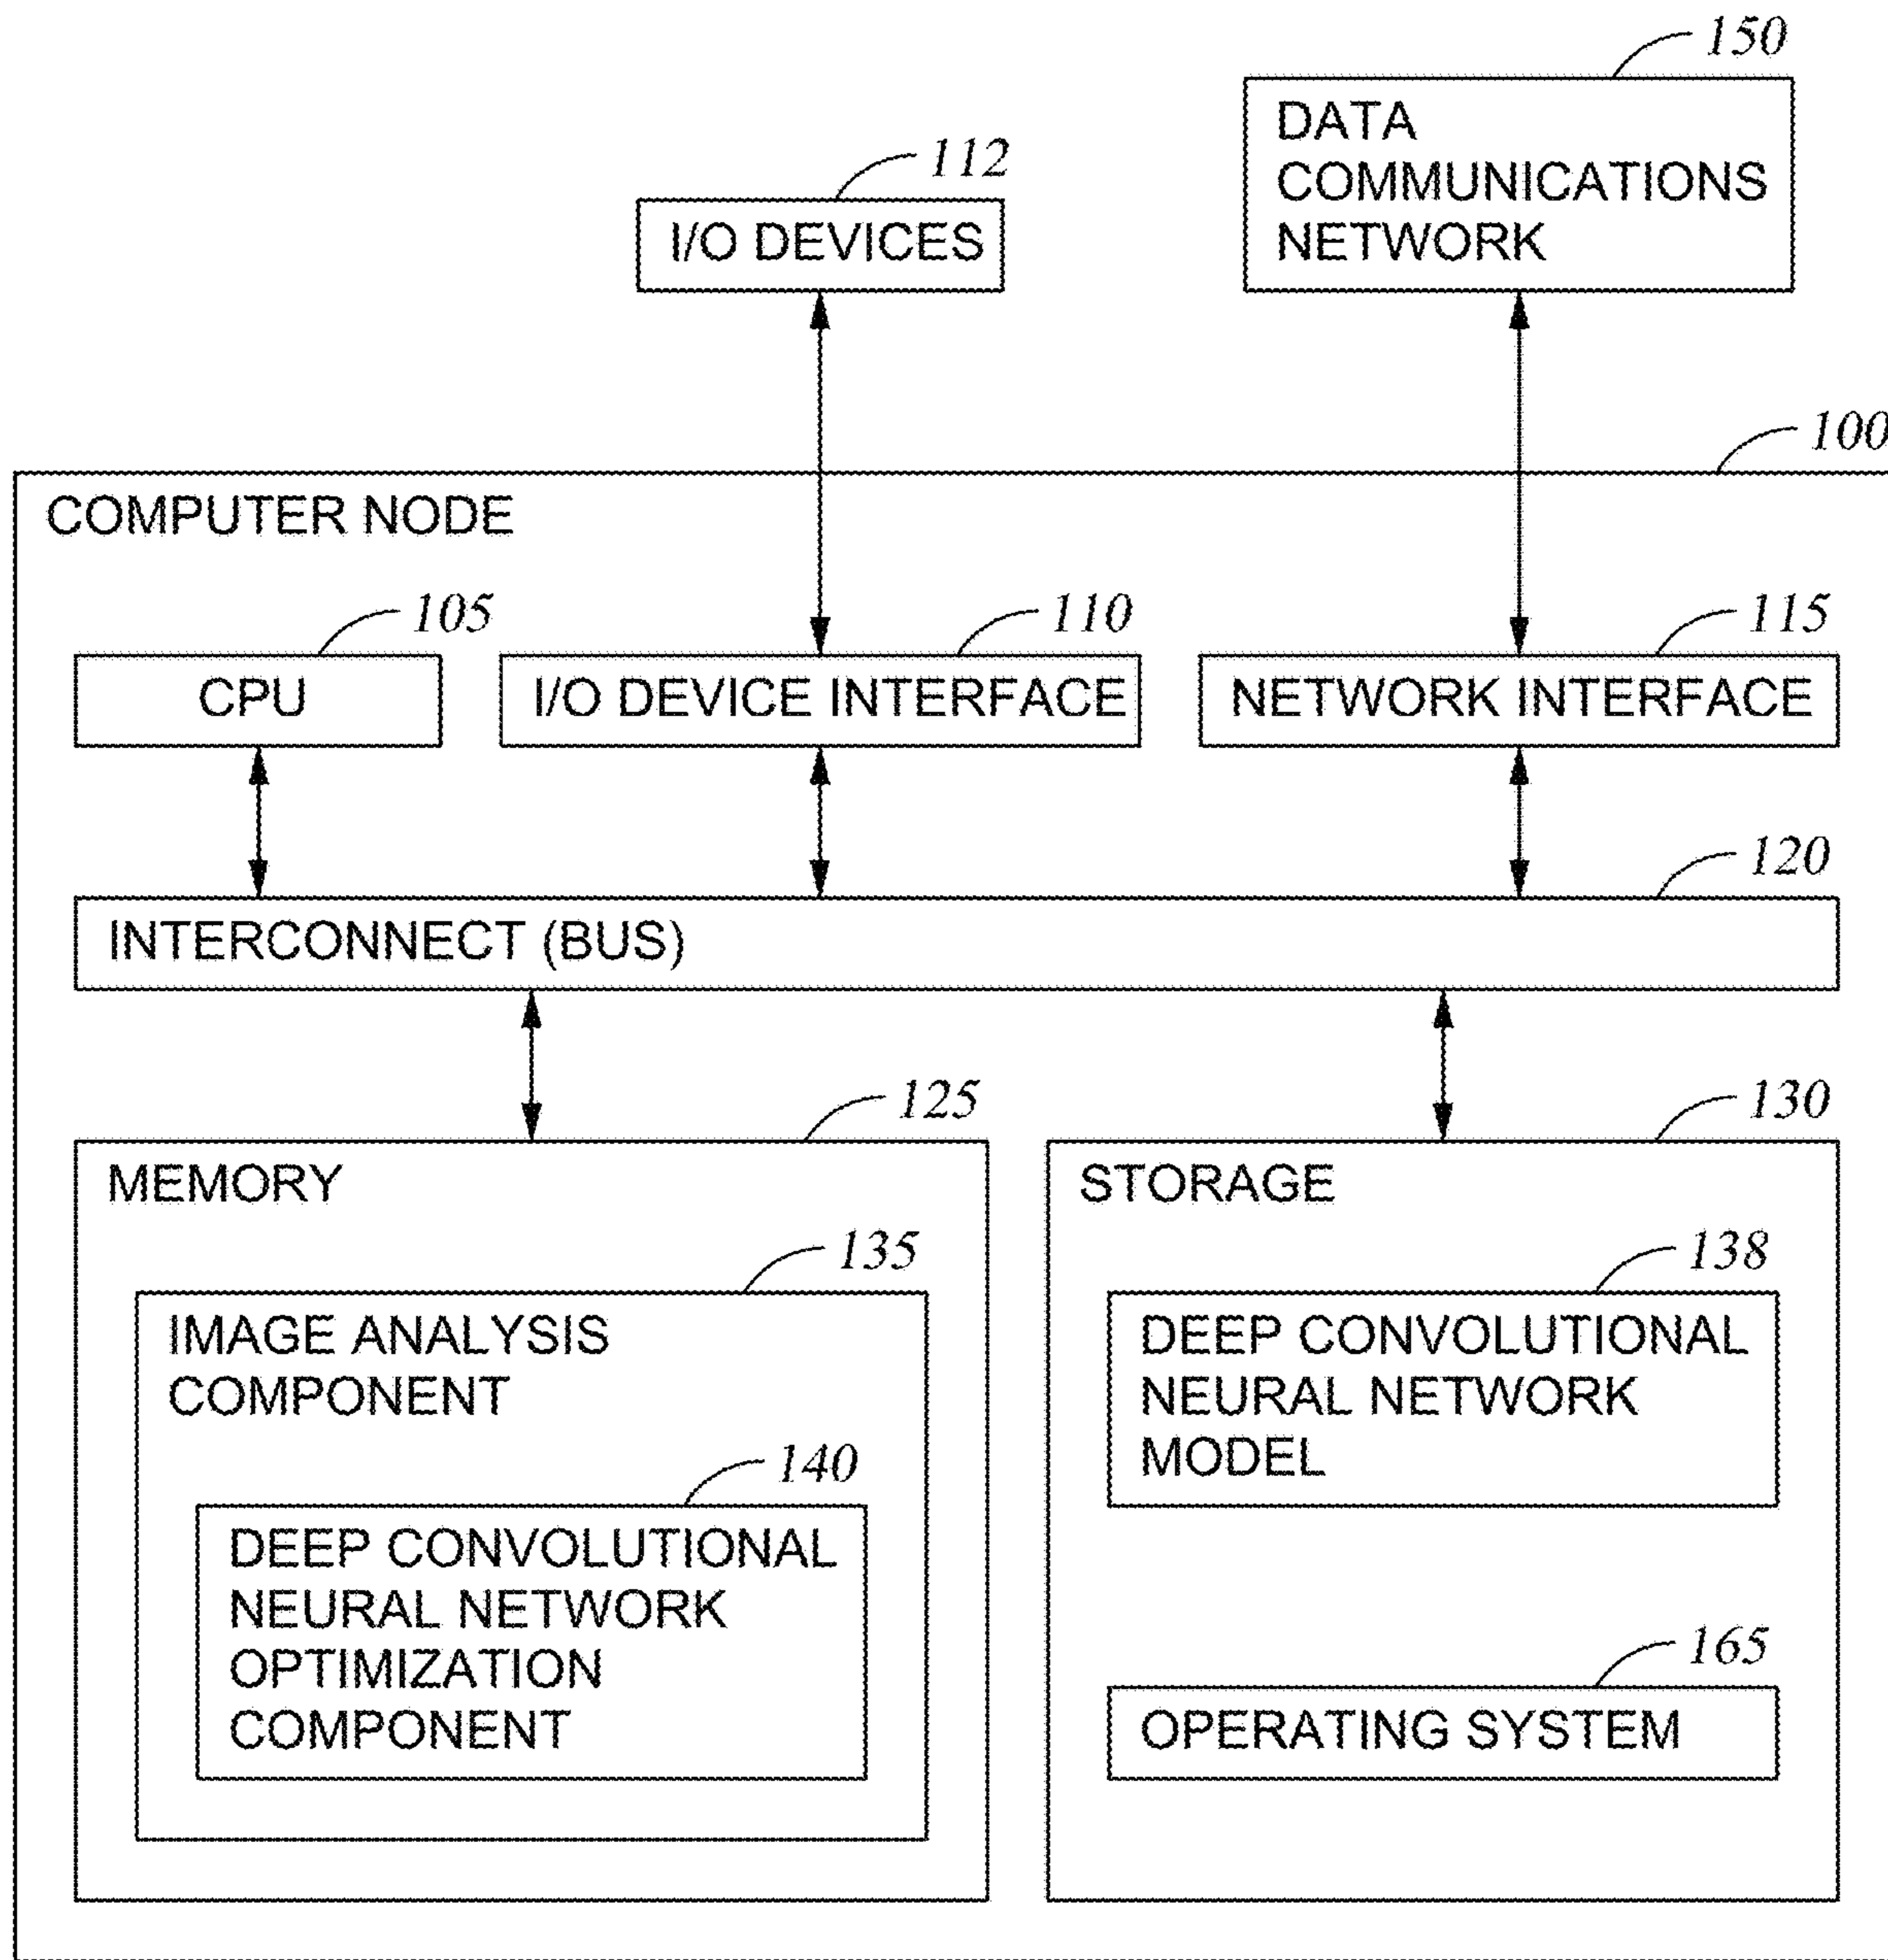 150
DATA
COMMUNICATIONS
NETWORK
112
I/O DEVICES
100
COMPUTER NODE
105
CPU
110
I/O DEVICE INTERFACE
115
NETWORK INTERFACE
120
INTERCONNECT (BUS)
125
MEMORY
135
IMAGE ANALYSIS
COMPONENT
140
DEEP CONVOLUTIONAL
NEURAL NETWORK
OPTIMIZATION
COMPONENT
130
STORAGE
138
DEEP CONVOLUTIONAL
NEURAL NETWORK
MODEL
165
OPERATING SYSTEM